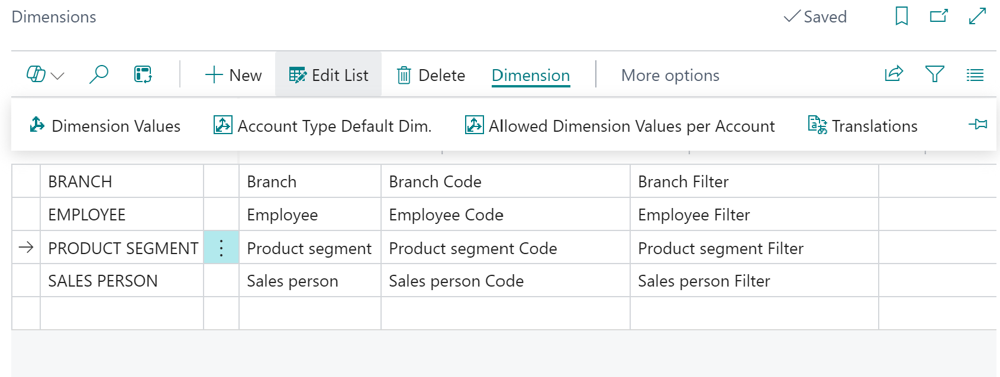 Dimensions Saved
New Edit List Delete Dimension More options
Dimension Values Account Type Default Dim. Allowed Dimension Values per Account Translations
BRANCH Branch Branch Code Branch Filter
EMPLOYEE Employee Employee Code Employee Filter
PRODUCT SEGMENT Product segment Product segment Code Product segment Filter
SALES PERSON Sales person Sales person Code Sales person Filter